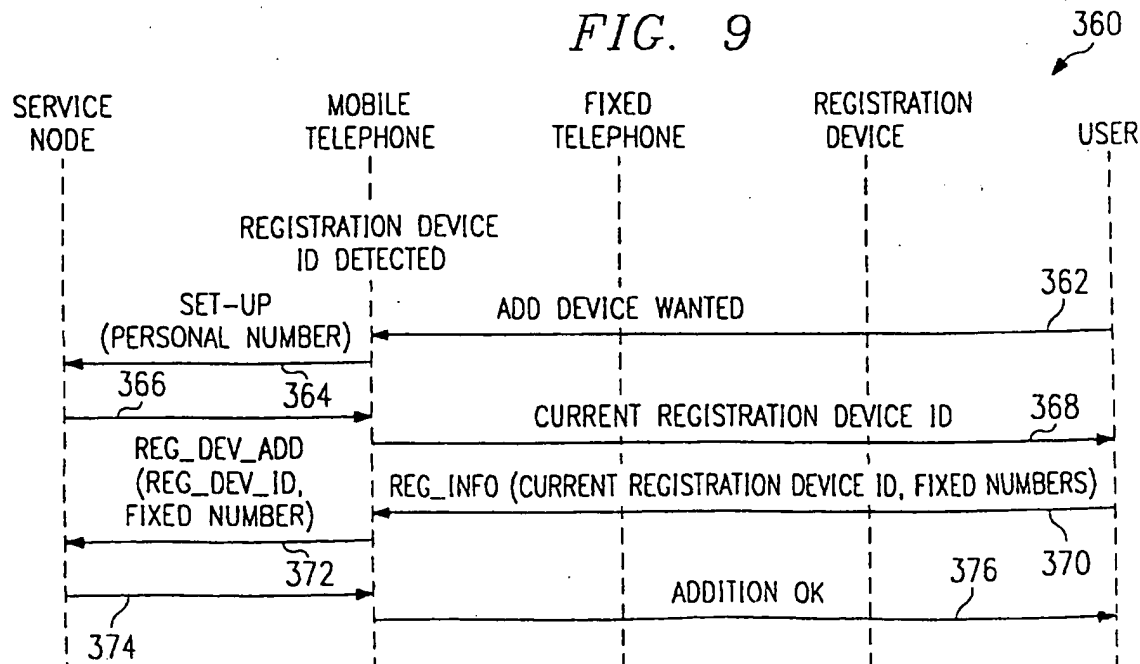 FIG. 9
360
SERVICE
NODE
MOBILE
TELEPHONE
FIXED
TELEPHONE
REGISTRATION
DEVICE
USER
REGISTRATION DEVICE
ID DETECTED
362
ADD DEVICE WANTED
SET-UP
(PERSONAL NUMBER)
364
366
CURRENT REGISTRATION DEVICE ID
368
REG_DEV_ADD
(REG_DEV_ID,
FIXED NUMBER)
REG_INFO (CURRENT REGISTRATION DEVICE ID, FIXED NUMBERS)
370
372
374
ADDITION OK
376